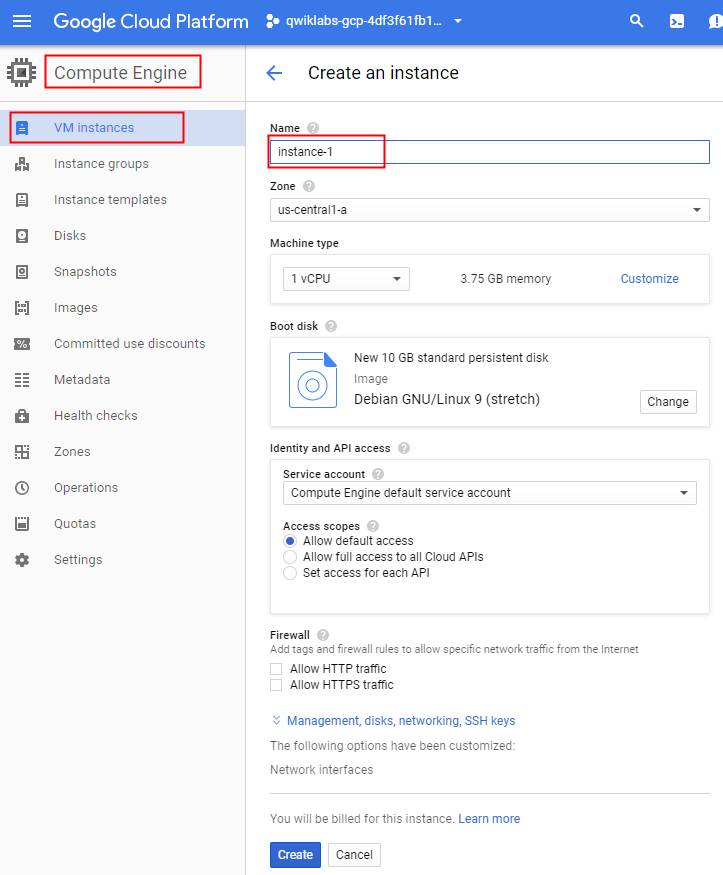 Google Cloud Platform qwiklabs-gcp-4df3f61fb1...
Compute Engine
VM instances
Instance groups
Instance templates
Disks
Snapshots
Images
Committed use discounts
Metadata
Health checks
Zones
Operations
Quotas
Settings
Create an instance
Name ?
instance-1
Zone ?
us-central1-a
Machine type
1 vCPU 3.75 GB memory Customize
Boot disk ?
New 10 GB standard persistent disk
Image
Debian GNU/Linux 9 (stretch)
Change
Identity and API access ?
Service account ?
Compute Engine default service account
Access scopes ?
Allow default access
Allow full access to all Cloud APIs
Set access for each API
Firewall ?
Add tags and firewall rules to allow specific network traffic from the Internet
Allow HTTP traffic
Allow HTTPS traffic
Management, disks, networking, SSH keys
The following options have been customized:
Network interfaces
You will be billed for this instance. Learn more
Create Cancel